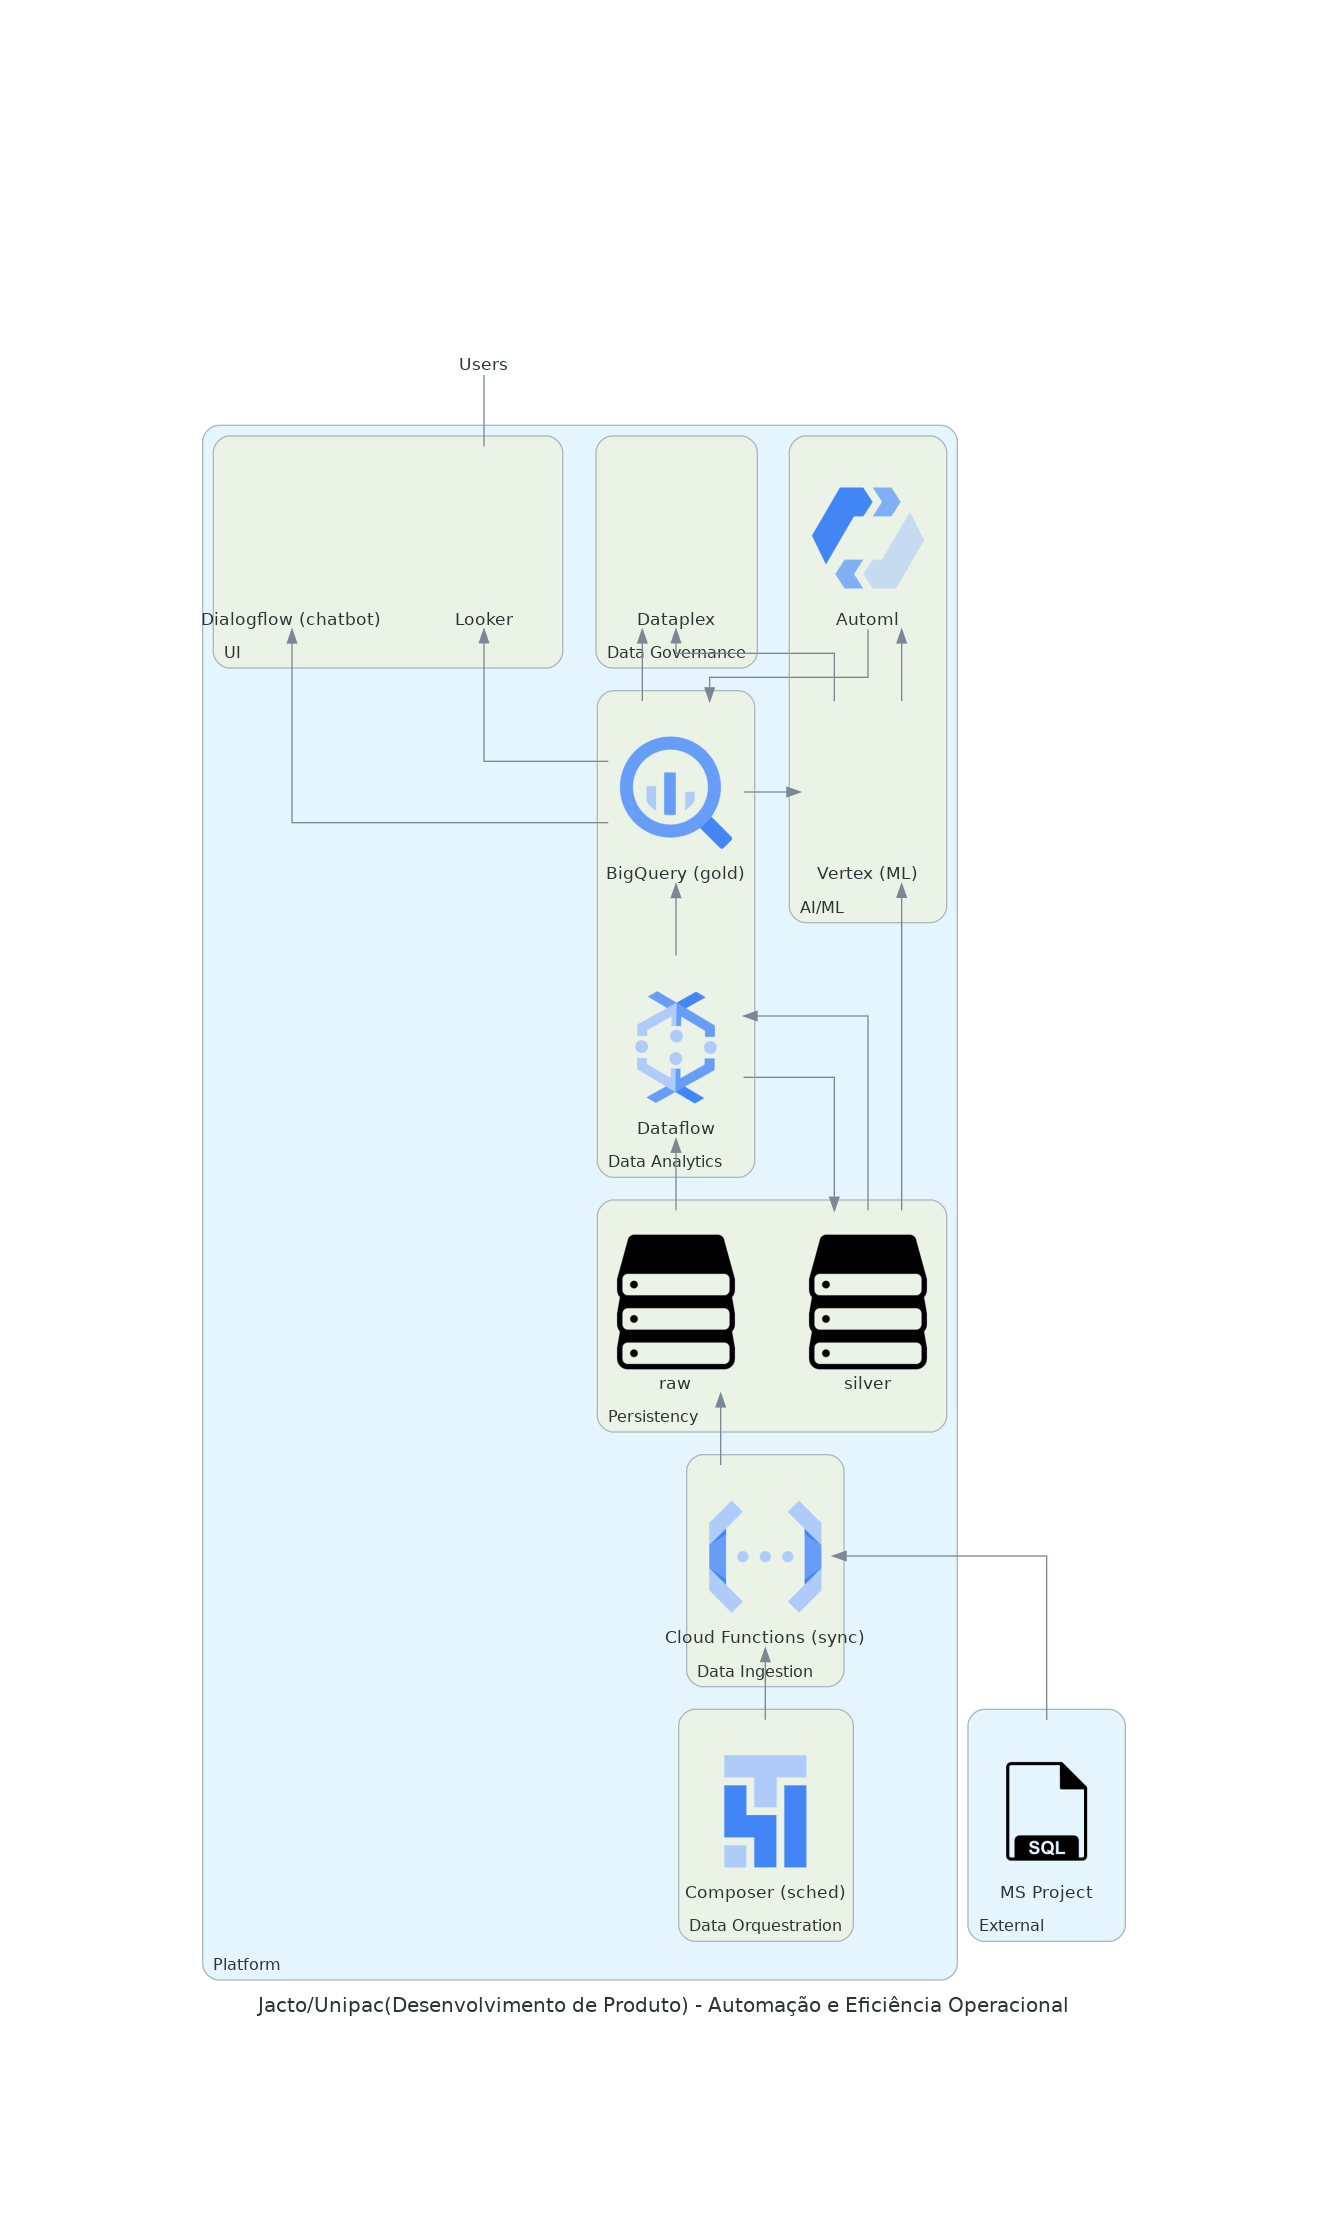 Users
Dialogflow (chatbot)
Looker
UI
Dataplex
Data Governance
Automl
BigQuery (gold)
Vertex (ML)
AI/ML
Dataflow
Data Analytics
raw
silver
Persistency
Cloud Functions (sync)
Data Ingestion
Composer (sched)
Data Orquestration
SQL
MS Project
External
Platform
Jacto/Unipac(Desenvolvimento de Produto) - Automação e Eficiência Operacional